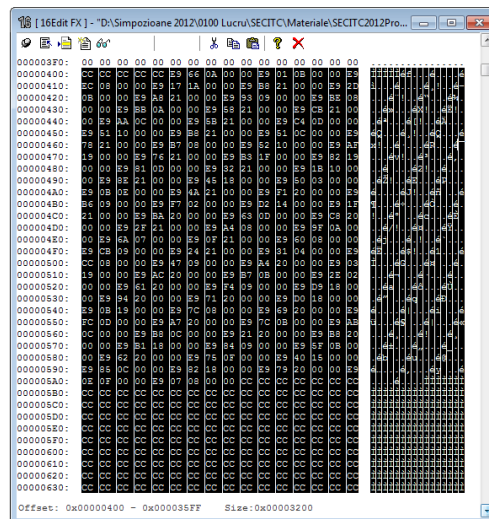 [ 16Edit FX ] - "D:\Simpozioane 2012\0100 Lucru\SECITC\Materiale\SECITC2012Pro...
000003F0: 00 00 00 00 00 00 00 00 00 00 00 00 00 00 00 00 ................
00000400: CC CC CC CC CC E9 66 0A 00 00 E9 01 0B 00 00 E9
00000410: EC 08 00 00 E9 17 1A 00 00 E9 B8 21 00 00 E9 2D
00000420: 0B 00 00 E9 A8 21 00 00 E9 93 09 00 00 E9 BE 08
00000430: 00 00 E9 BB 0A 00 00 E9 58 21 00 00 E9 CB 21 00
00000440: 00 E9 AA 0C 00 00 E9 5B 21 00 00 E9 C4 0D 00 00
00000450: E9 51 10 00 00 E9 B8 21 00 00 E9 51 0C 00 00 E9
00000460: 78 21 00 00 E9 B7 08 00 00 E9 52 10 00 00 E9 AF
00000470: 19 00 00 E9 76 21 00 00 E9 B3 1F 00 00 E9 82 19
00000480: 00 00 E9 81 0D 00 00 E9 32 21 00 00 E9 1B 10 00
00000490: 00 E9 8E 21 00 00 E9 45 18 00 00 E9 50 03 00 00
000004A0: E9 0B 0E 00 00 E9 4A 21 00 00 E9 F1 20 00 00 E9
000004B0: B6 09 00 00 E9 F7 02 00 00 E9 D2 14 00 00 E9 1F
000004C0: 21 00 00 E9 BA 20 00 00 E9 63 0D 00 00 E9 C8 20
000004D0: 00 00 E9 2F 21 00 00 E9 A4 08 00 00 E9 9F 0A 00
000004E0: 00 E9 6A 07 00 00 E9 0F 21 00 00 E9 60 08 00 00
000004F0: E9 CB 09 00 00 E9 24 21 00 00 E9 31 04 00 00 E9
00000500: CC 08 00 00 E9 47 09 00 00 E9 A4 20 00 00 E9 93
00000510: 19 00 00 E9 AC 20 00 00 E9 B7 0B 00 00 E9 2E 02
00000520: 00 00 E9 61 20 00 00 E9 F4 09 00 00 E9 D9 03 00
00000530: 00 E9 94 20 00 00 E9 71 20 00 00 E9 D0 18 00 00
00000540: E9 0B 19 00 00 E9 7C 08 00 00 E9 69 20 00 00 E9
00000550: FC 0D 00 00 E9 A7 20 00 00 E9 7C 0B 00 00 E9 AB
00000560: 0C 00 00 E9 BB 0C 00 00 E9 21 20 00 00 E9 B8 20
00000570: 00 00 E9 B1 18 00 00 E9 84 09 00 00 E9 5F 0B 00
00000580: 00 E9 62 20 00 00 E9 75 0F 00 00 E9 40 15 00 00
00000590: E9 85 0C 00 00 E9 82 18 00 00 E9 79 20 00 00 E9
000005A0: 0E 0F 00 00 E9 07 08 00 00 CC CC CC CC CC CC CC
000005B0: CC CC CC CC CC CC CC CC CC CC CC CC CC CC CC CC
000005C0: CC CC CC CC CC CC CC CC CC CC CC CC CC CC CC CC
000005D0: CC CC CC CC CC CC CC CC CC CC CC CC CC CC CC CC
000005E0: CC CC CC CC CC CC CC CC CC CC CC CC CC CC CC CC
000005F0: CC CC CC CC CC CC CC CC CC CC CC CC CC CC CC CC
00000600: CC CC CC CC CC CC CC CC CC CC CC CC CC CC CC CC
00000610: CC CC CC CC CC CC CC CC CC CC CC CC CC CC CC CC
00000620: CC CC CC CC CC CC CC CC CC CC CC CC CC CC CC CC
00000630: CC CC CC CC CC CC CC CC CC CC CC CC CC CC CC CC
Offset: 0x00000400 - 0x000035FF Size:0x00003200